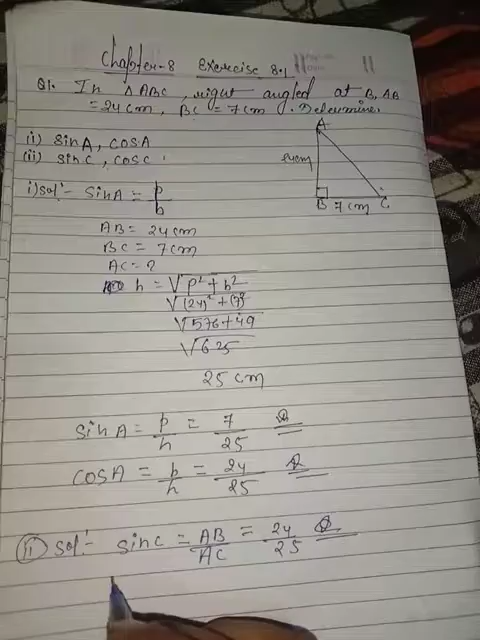 Chapter-8 Exercise 8.1
Q1. In ∆ABC, right angled at B, AB
= 24 cm, BC = 7 cm. Determine.
(i) sin A, cos A
(ii) sin C, cos C.
A
24cm
B 7 cm C
i) sol:- sin A = p/h
AB = 24 cm
BC = 7 cm
AC = ?
h = √p² + b²
√(24)² + (7)²
√576 + 49
√625
25 cm
sin A = p/h = 7/25
cos A = b/h = 24/25
(ii) sol:- sin C = AB/AC = 24/25